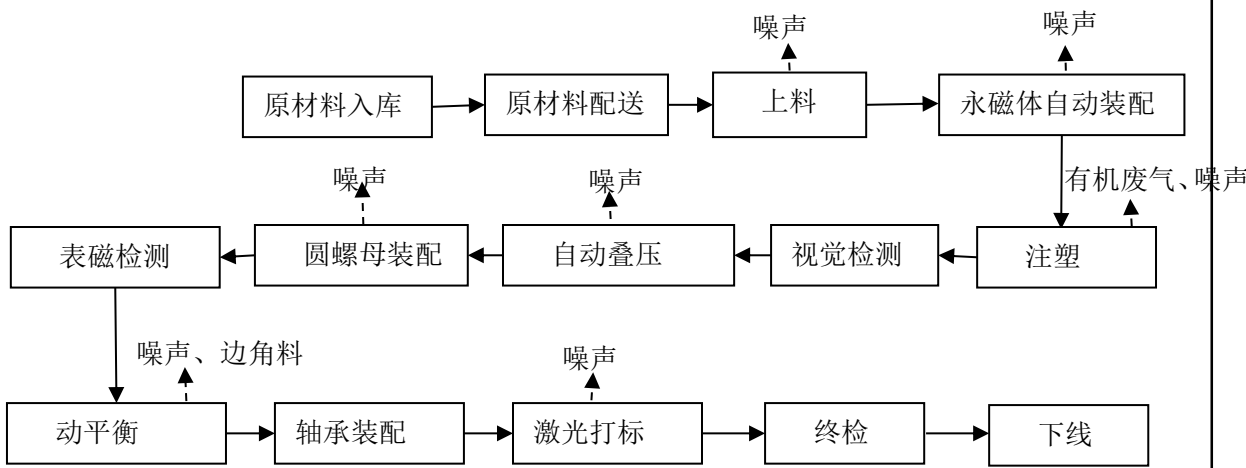 噪声
噪声
原材料入库
原材料配送
上料
永磁体自动装配
噪声
噪声
有机废气、噪声
表磁检测
圆螺母装配
自动叠压
视觉检测
注塑
噪声、边角料
噪声
动平衡
轴承装配
激光打标
终检
下线